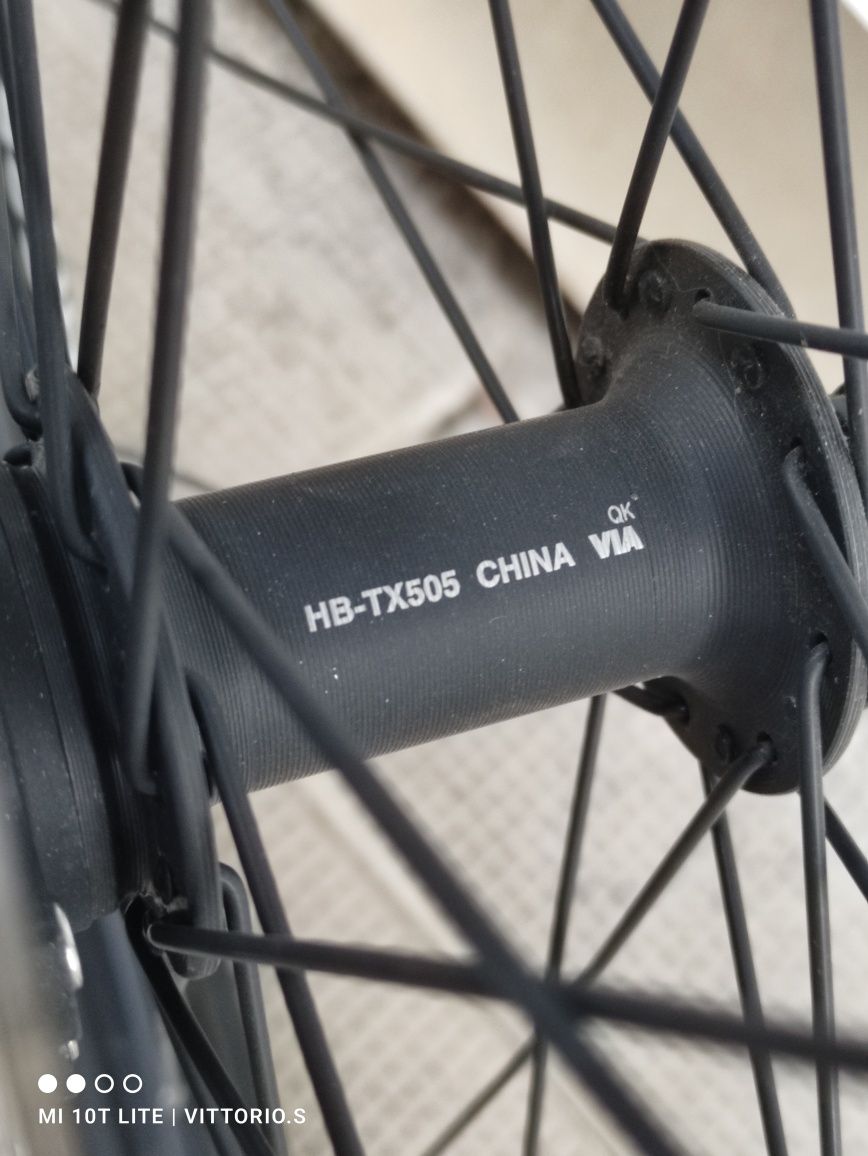 QK
HB-TX505 CHINA VIA
MI 10T LITE | VITTORIO.S